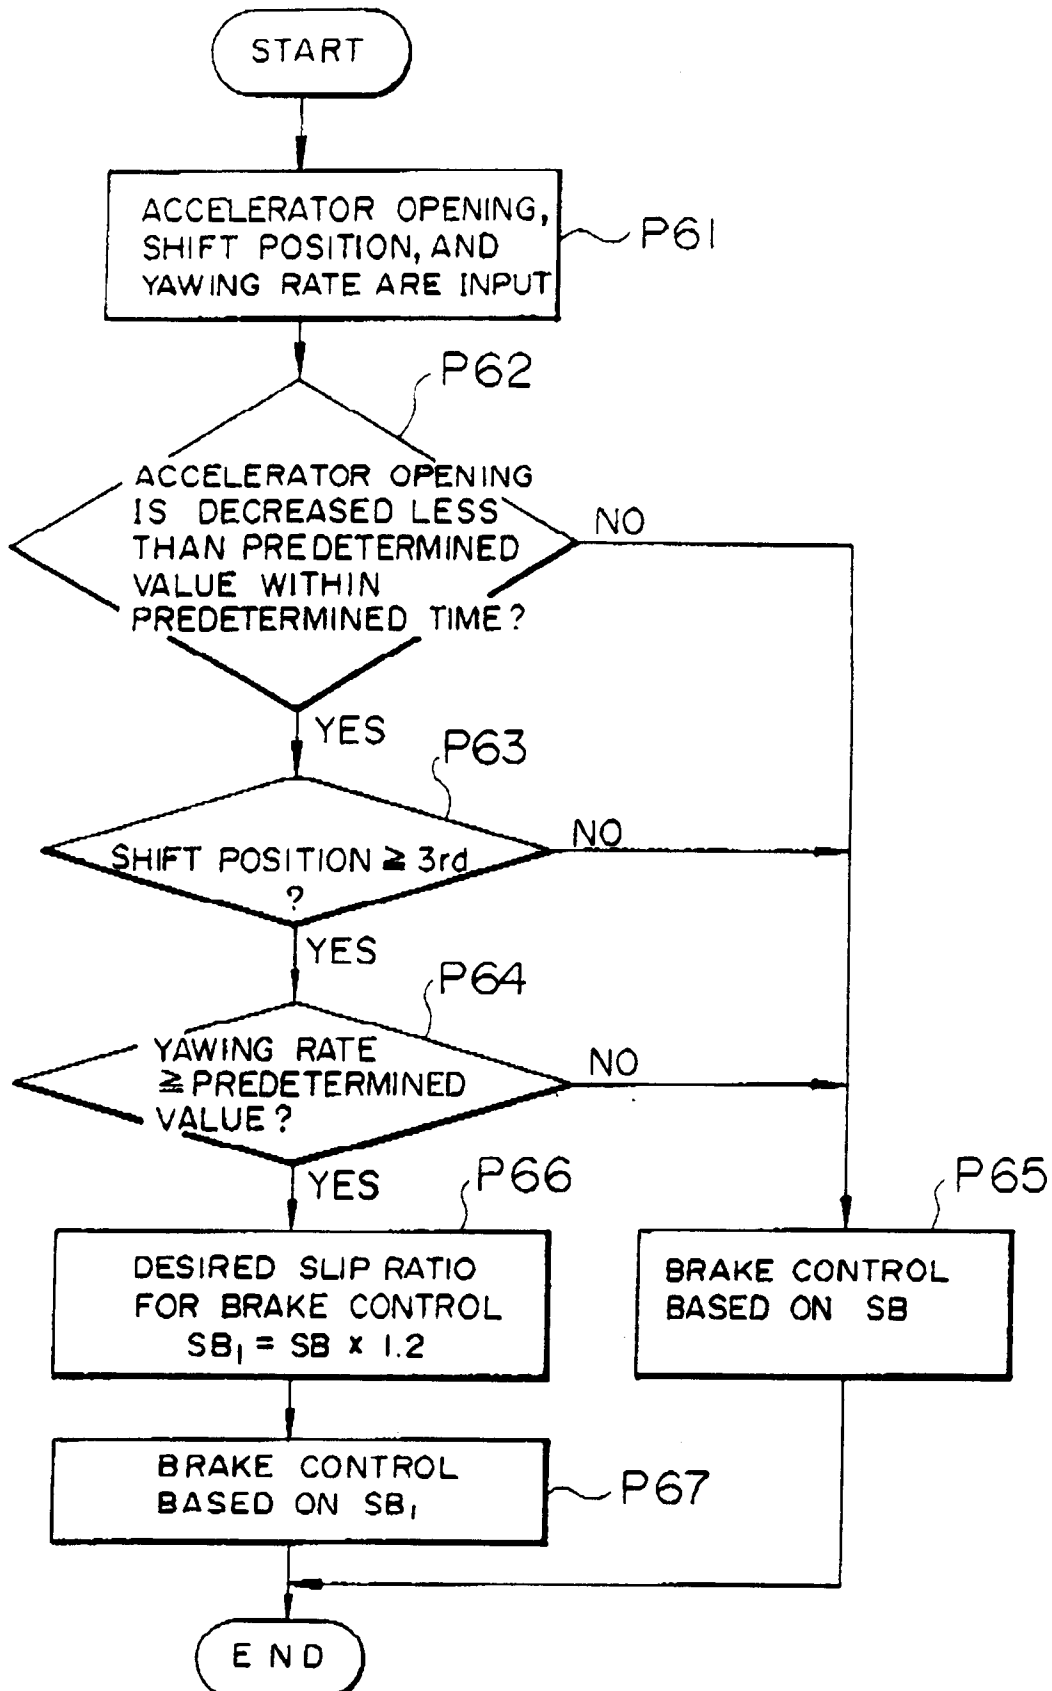 START
ACCELERATOR OPENING,
SHIFT POSITION, AND
YAWING RATE ARE INPUT
P61
P62
ACCELERATOR OPENING
IS DECREASED LESS
THAN PREDETERMINED
VALUE WITHIN
PREDETERMINED TIME?
NO
YES
P63
SHIFT POSITION ≧ 3rd
?
NO
YES
P64
YAWING RATE
≧ PREDETERMINED
VALUE?
NO
YES
P66
DESIRED SLIP RATIO
FOR BRAKE CONTROL
SB₁ = SB × 1.2
P65
BRAKE CONTROL
BASED ON SB
BRAKE CONTROL
BASED ON SB₁
P67
END